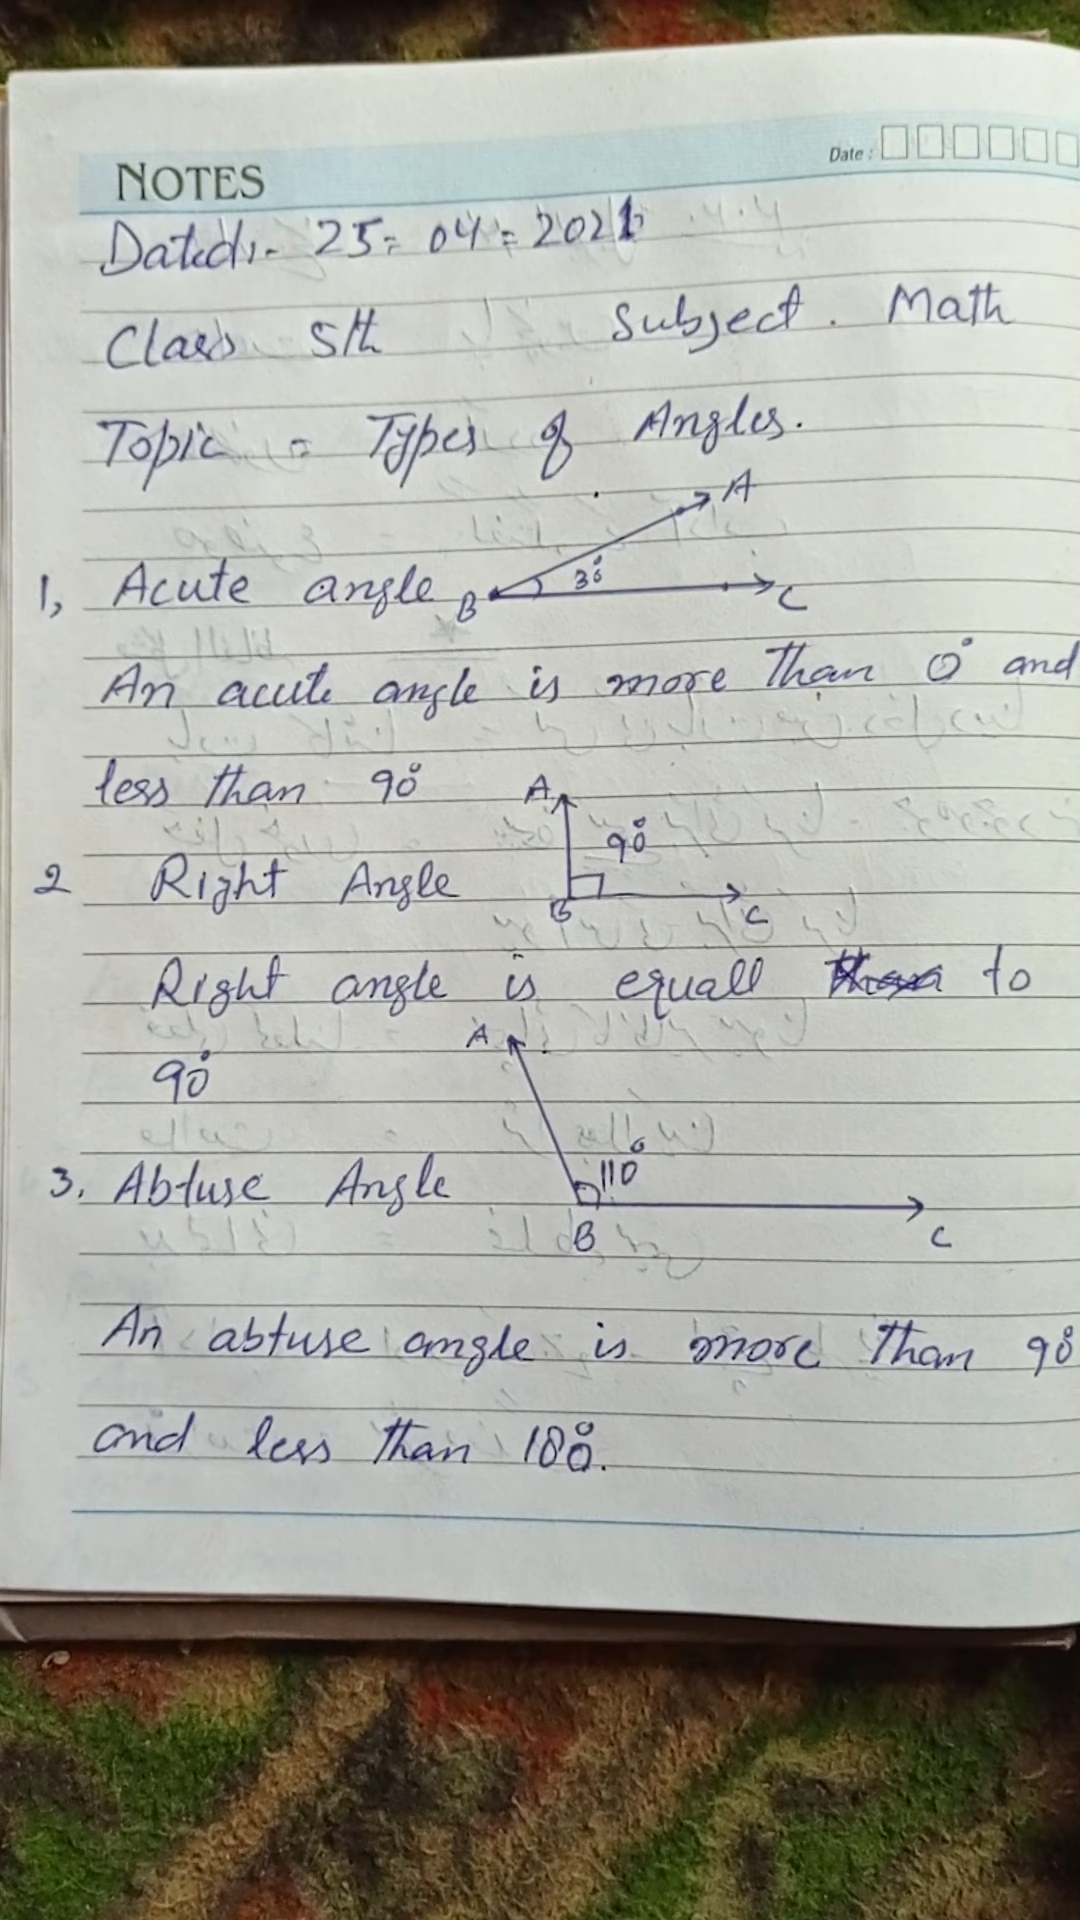 NOTES
Date :
Dated:- 25= 04 = 2021
Class 5th Subject. Math
Topic = Types of Angles.
A
1, Acute angle B 30° C
An acute angle is more than 0° and
less than 90°
A
90°
2 Right Angle
B C
Right angle is equall to
90°
A
3. Abtuse Angle 110°
B C
An abtuse angle is more than 90°
and less than 180°.